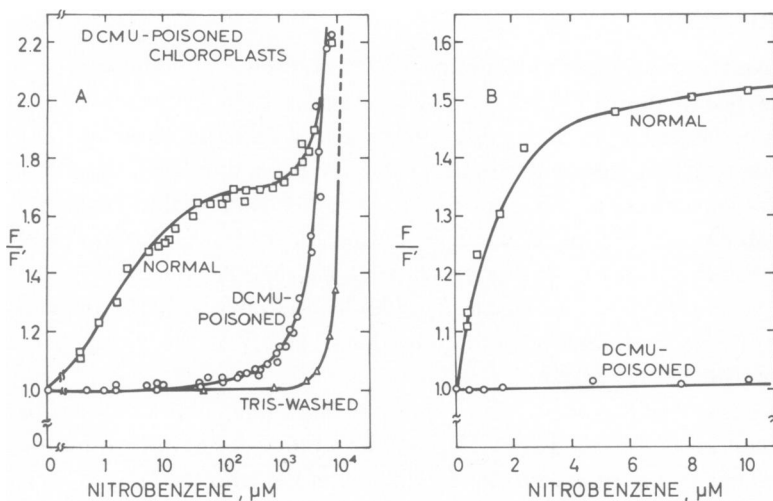 2.2
DCMU-POISONED
CHLOROPLASTS
A
2.0
1.8
F
F'
1.6
NORMAL
1.4
DCMU-
POISONED
1.2
1.0
TRIS-WASHED
0
0 1 10 10² 10³ 10⁴
NITROBENZENE, µM
B
1.5
NORMAL
1.4
F
F'
1.3
1.2
1.1
DCMU-
POISONED
1.0
0 2 4 6 8 10
NITROBENZENE, µM